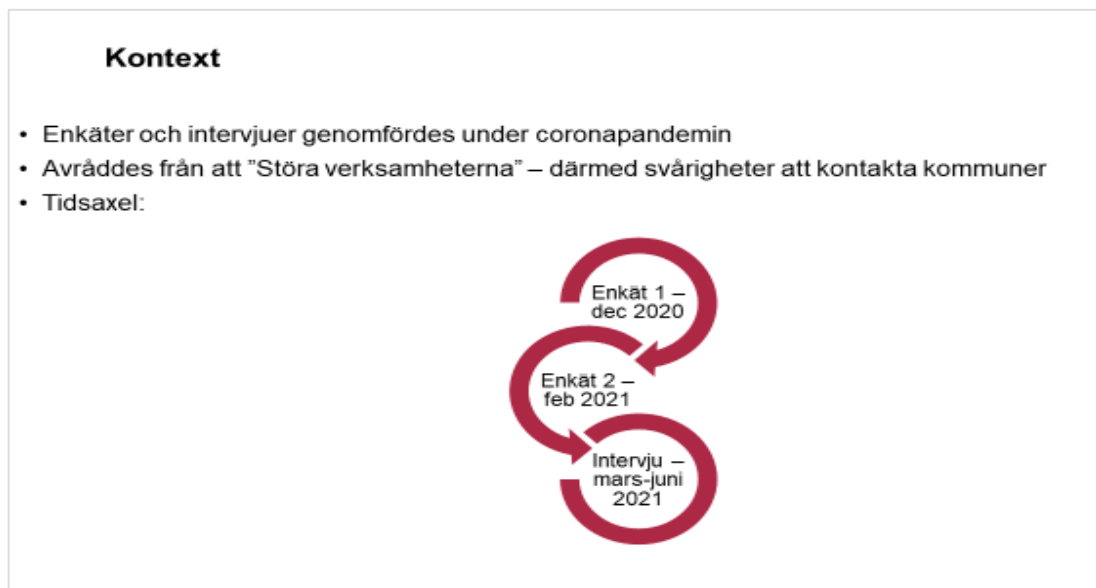 Kontext
• Enkäter och intervjuer genomfördes under coronapandemin
• Avråddes från att ”Störa verksamheterna” – därmed svårigheter att kontakta kommuner
• Tidsaxel:
Enkät 1 –
dec 2020
Enkät 2 –
feb 2021
Intervju –
mars-juni
2021